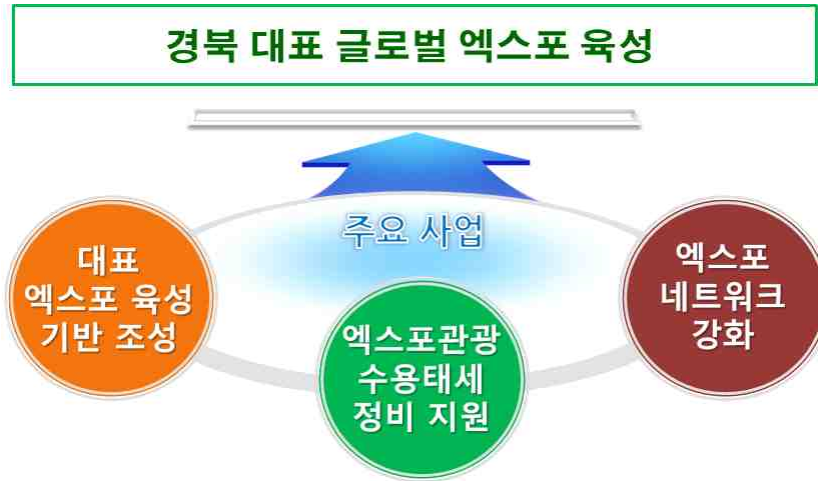 경북 대표 글로벌 엑스포 육성
주요 사업
대표
엑스포 육성
기반 조성
엑스포관광
수용태세
정비 지원
엑스포
네트워크
강화